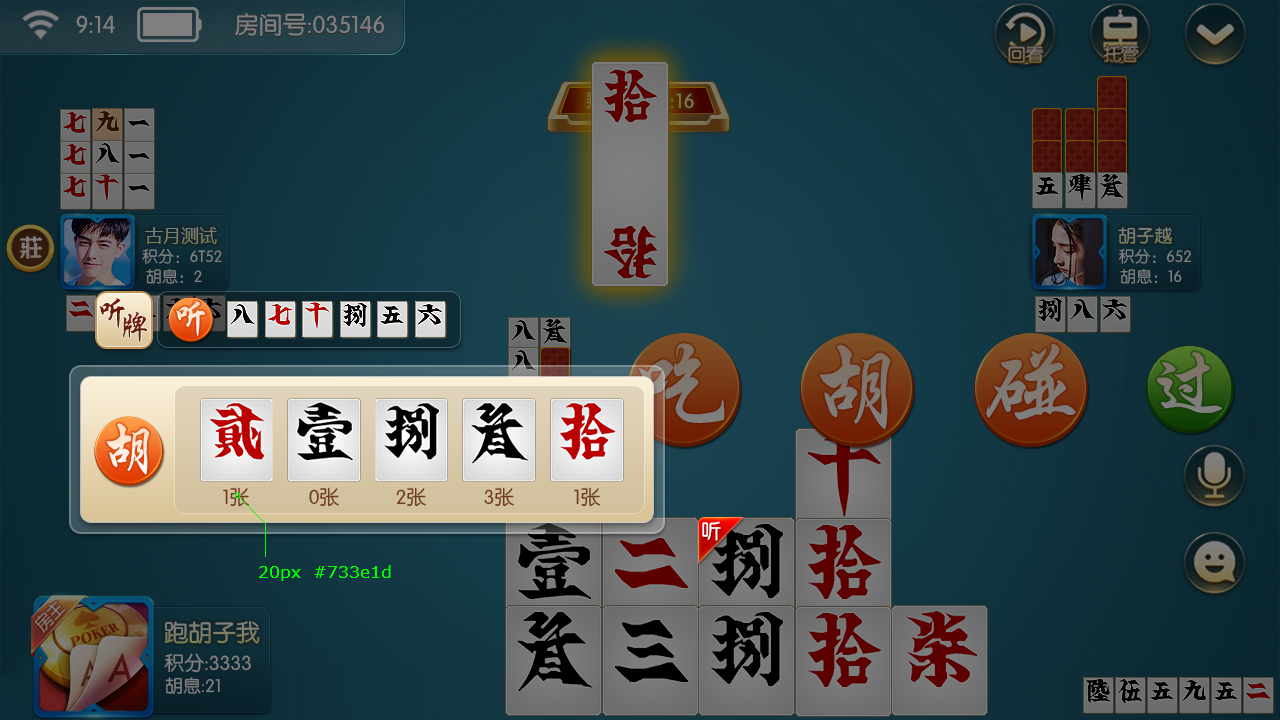 9:14
房间号:035146
回看
托管
拾
:16
拾
七 九 一
七 八 一
七 十 一
五
莊
古月测试
积分：6T52
胡息：2
胡子越
积分：652
胡息：16
二
六
听牌
听
八 七 十 捌 五 六
捌 八 六
八
八
吃
胡
碰
过
胡
貳 壹 捌 叁 拾
1张 0张 2张 3张 1张
20px #733e1d
十
听
壹 二 捌 拾
叁 三 捌 拾 柒
房主
POKER
A A
跑胡子我
积分:3333
胡息:21
陸 伍 五 九 五 二